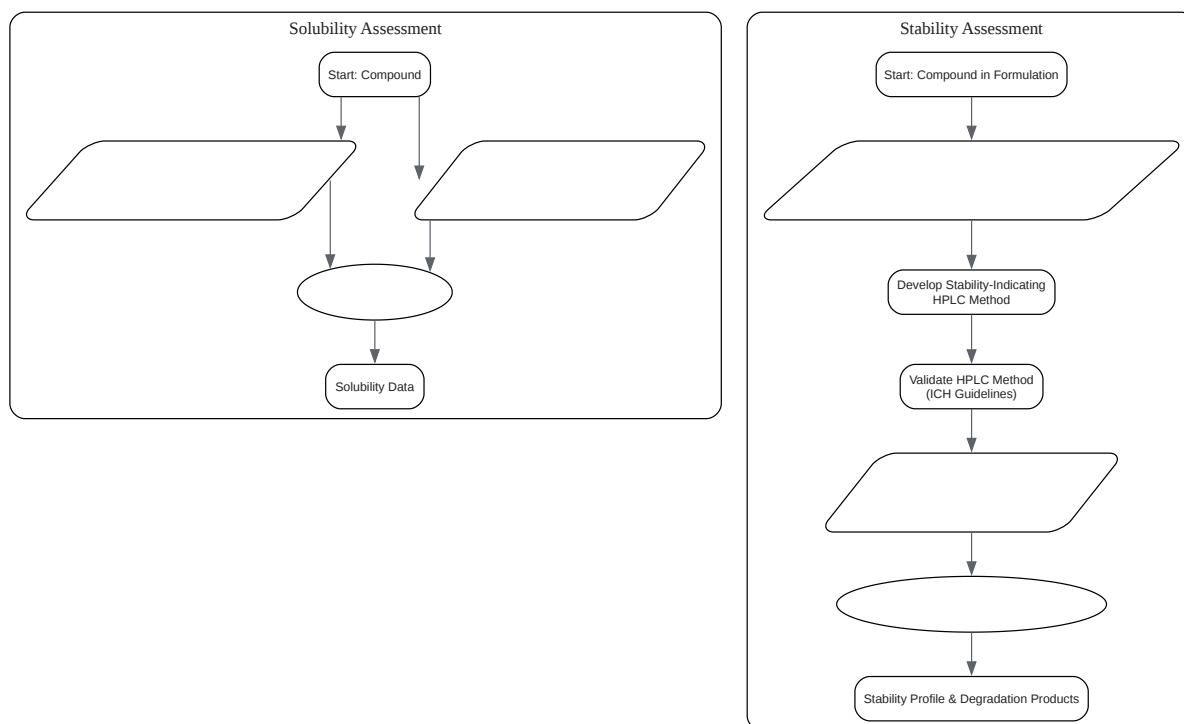 Solubility Assessment
Start: Compound
Solubility Data
Stability Assessment
Start: Compound in Formulation
Develop Stability-Indicating
HPLC Method
Validate HPLC Method
(ICH Guidelines)
Stability Profile & Degradation Products